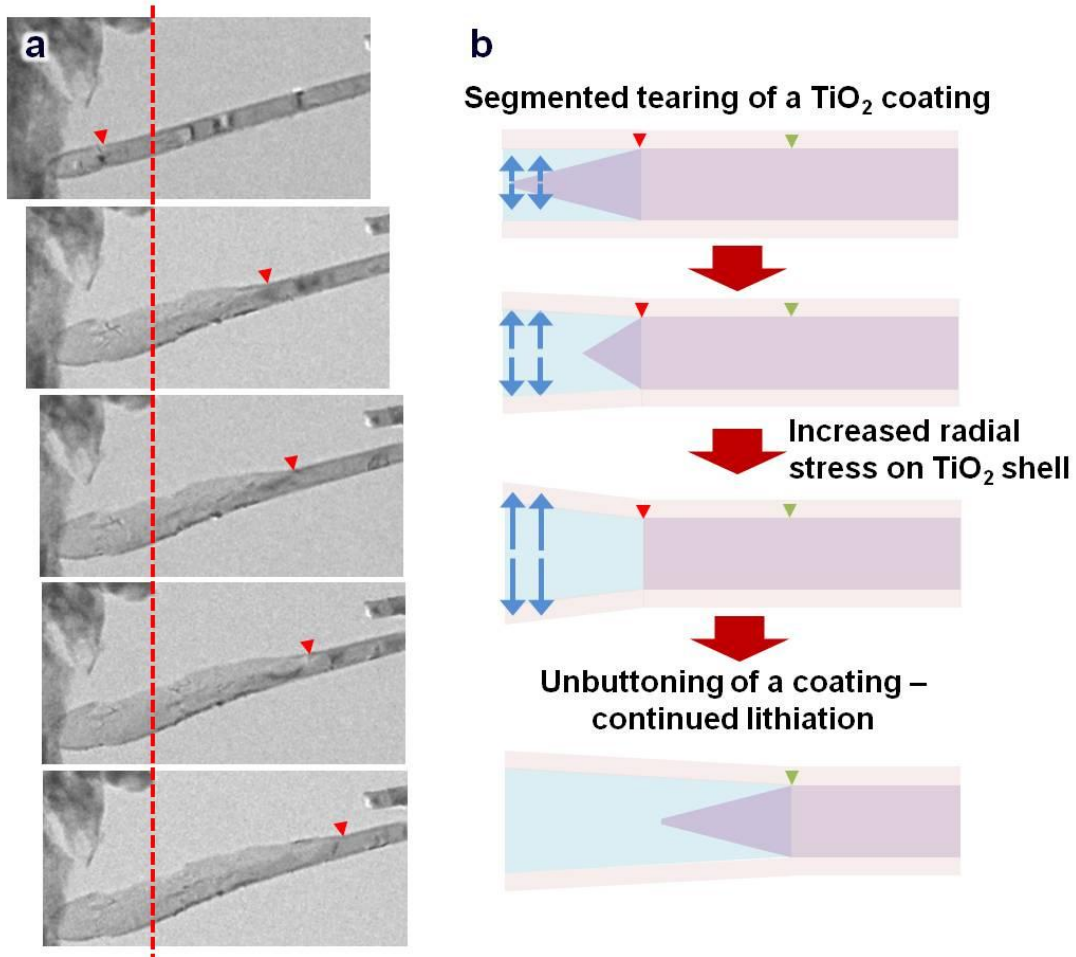 a
b
Segmented tearing of a TiO₂ coating
Increased radial
stress on TiO₂ shell
Unbuttoning of a coating –
continued lithiation